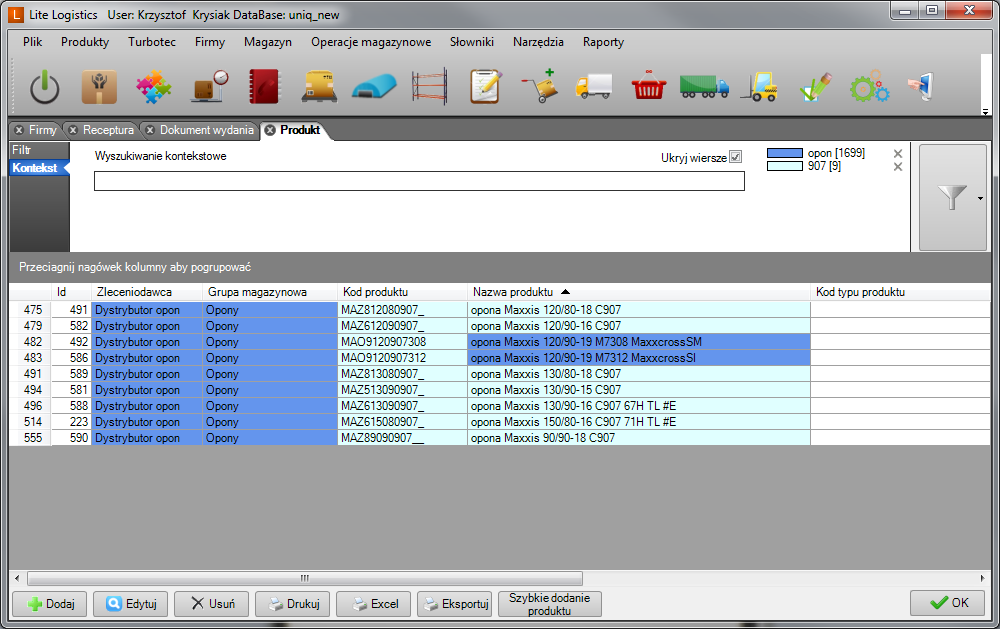 L Lite Logistics User: Krzysztof Krysiak DataBase: uniq_new
Plik Produkty Turbotec Firmy Magazyn Operacje magazynowe Słowniki Narzędzia Raporty
Firmy Receptura Dokument wydania Produkt
Filtr
Kontekst
Wyszukiwanie kontekstowe
Ukryj wiersze
opon [1699]
907 [9]
Przeciagnij nagówek kolumny aby pogrupować
Id Zleceniodawca Grupa magazynowa Kod produktu Nazwa produktu Kod typu produktu
475 491 Dystrybutor opon Opony MAZ812080907_ opona Maxxis 120/80-18 C907
479 582 Dystrybutor opon Opony MAZ612090907_ opona Maxxis 120/90-16 C907
482 492 Dystrybutor opon Opony MAO9120907308 opona Maxxis 120/90-19 M7308 MaxxcrossSM
483 586 Dystrybutor opon Opony MAO9120907312 opona Maxxis 120/90-19 M7312 MaxxcrossSI
491 589 Dystrybutor opon Opony MAZ813080907_ opona Maxxis 130/80-18 C907
494 581 Dystrybutor opon Opony MAZ513090907_ opona Maxxis 130/90-15 C907
496 588 Dystrybutor opon Opony MAZ613090907_ opona Maxxis 130/90-16 C907 67H TL #E
514 223 Dystrybutor opon Opony MAZ615080907_ opona Maxxis 150/80-16 C907 71H TL #E
555 590 Dystrybutor opon Opony MAZ89090907__ opona Maxxis 90/90-18 C907
Dodaj Edytuj Usuń Drukuj Excel Eksportuj Szybkie dodanie
produktu
OK